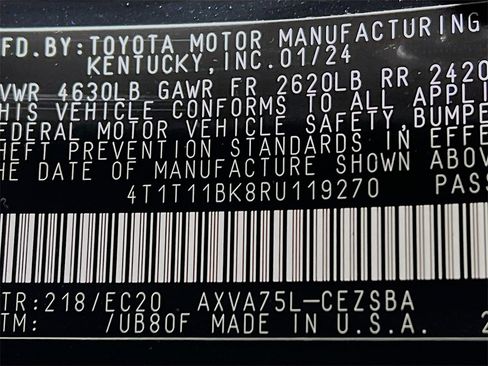 FD.BY: TOYOTA MOTOR MANUFACTURING
KENTUCKY, INC. 01/24
VWR 4630LB GAWR FR 2620LB RR 2420
HIS VEHICLE CONFORMS TO ALL APPLI
EDERAL MOTOR VEHICLE SAFETY, BUMPE
HEFT PREVENTION STANDARDS IN EFFE
HE DATE OF MANUFACTURE SHOWN ABOV
4T1T11BK8RU119270 PASS
TR:218/EC20 AXVA75L-CEZSBA
TM: /UB80F MADE IN U.S.A. 2